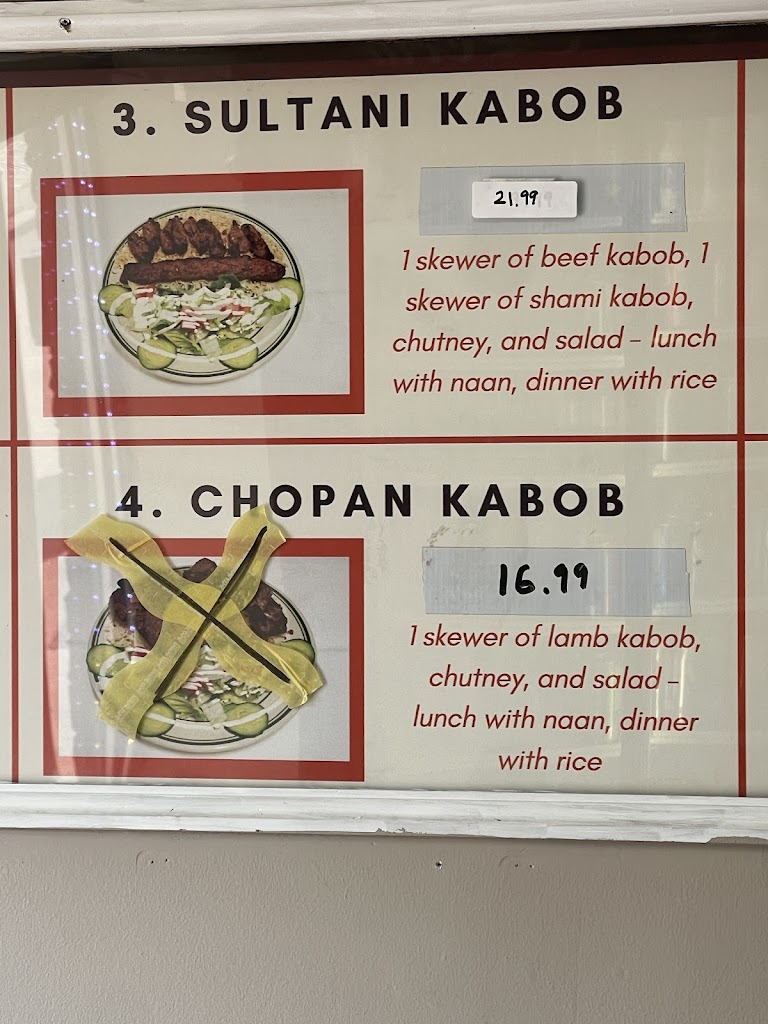 3. SULTANI KABOB
21.99
1 skewer of beef kabob, 1
skewer of shami kabob,
chutney, and salad – lunch
with naan, dinner with rice
4. CHOPAN KABOB
16.99
1 skewer of lamb kabob,
chutney, and salad –
lunch with naan, dinner
with rice